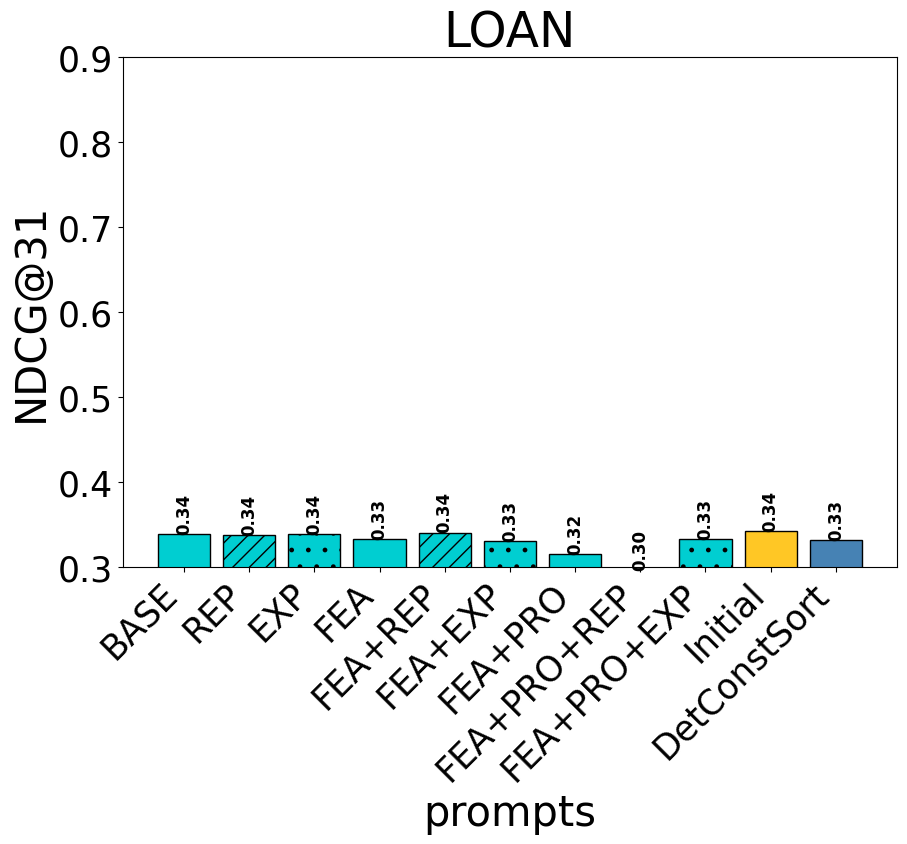 LOAN
NDCG@31
0.9
0.8
0.7
0.6
0.5
0.4
0.3
0.34
0.34
0.34
0.33
0.34
0.33
0.32
0.30
0.33
0.34
0.33
BASE
REP
EXP
FEA
FEA+REP
FEA+EXP
FEA+PRO
FEA+PRO+REP
FEA+PRO+EXP
Initial
DetConstSort
prompts